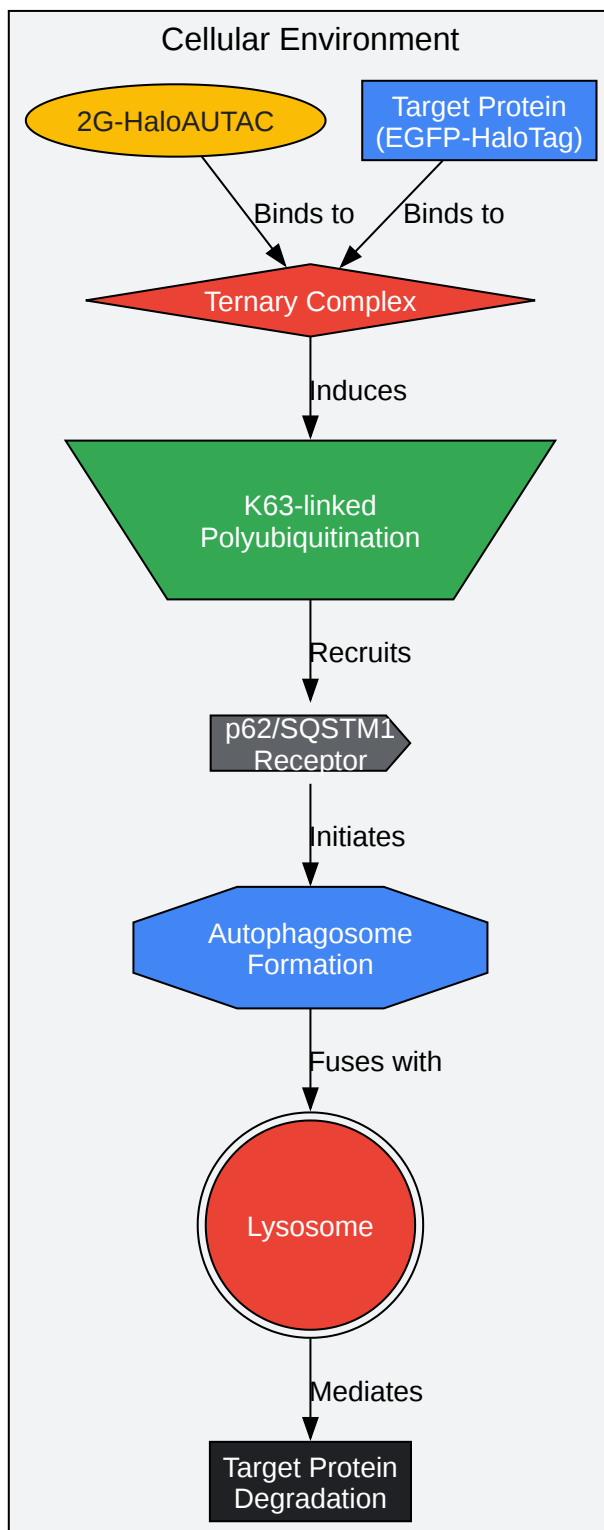 Cellular Environment
2G-HaloAUTAC
Target Protein
(EGFP-HaloTag)
Binds to
Binds to
Ternary Complex
Induces
K63-linked
Polyubiquitination
Recruits
p62/SQSTM1
Receptor
Initiates
Autophagosome
Formation
Fuses with
Lysosome
Mediates
Target Protein
Degradation